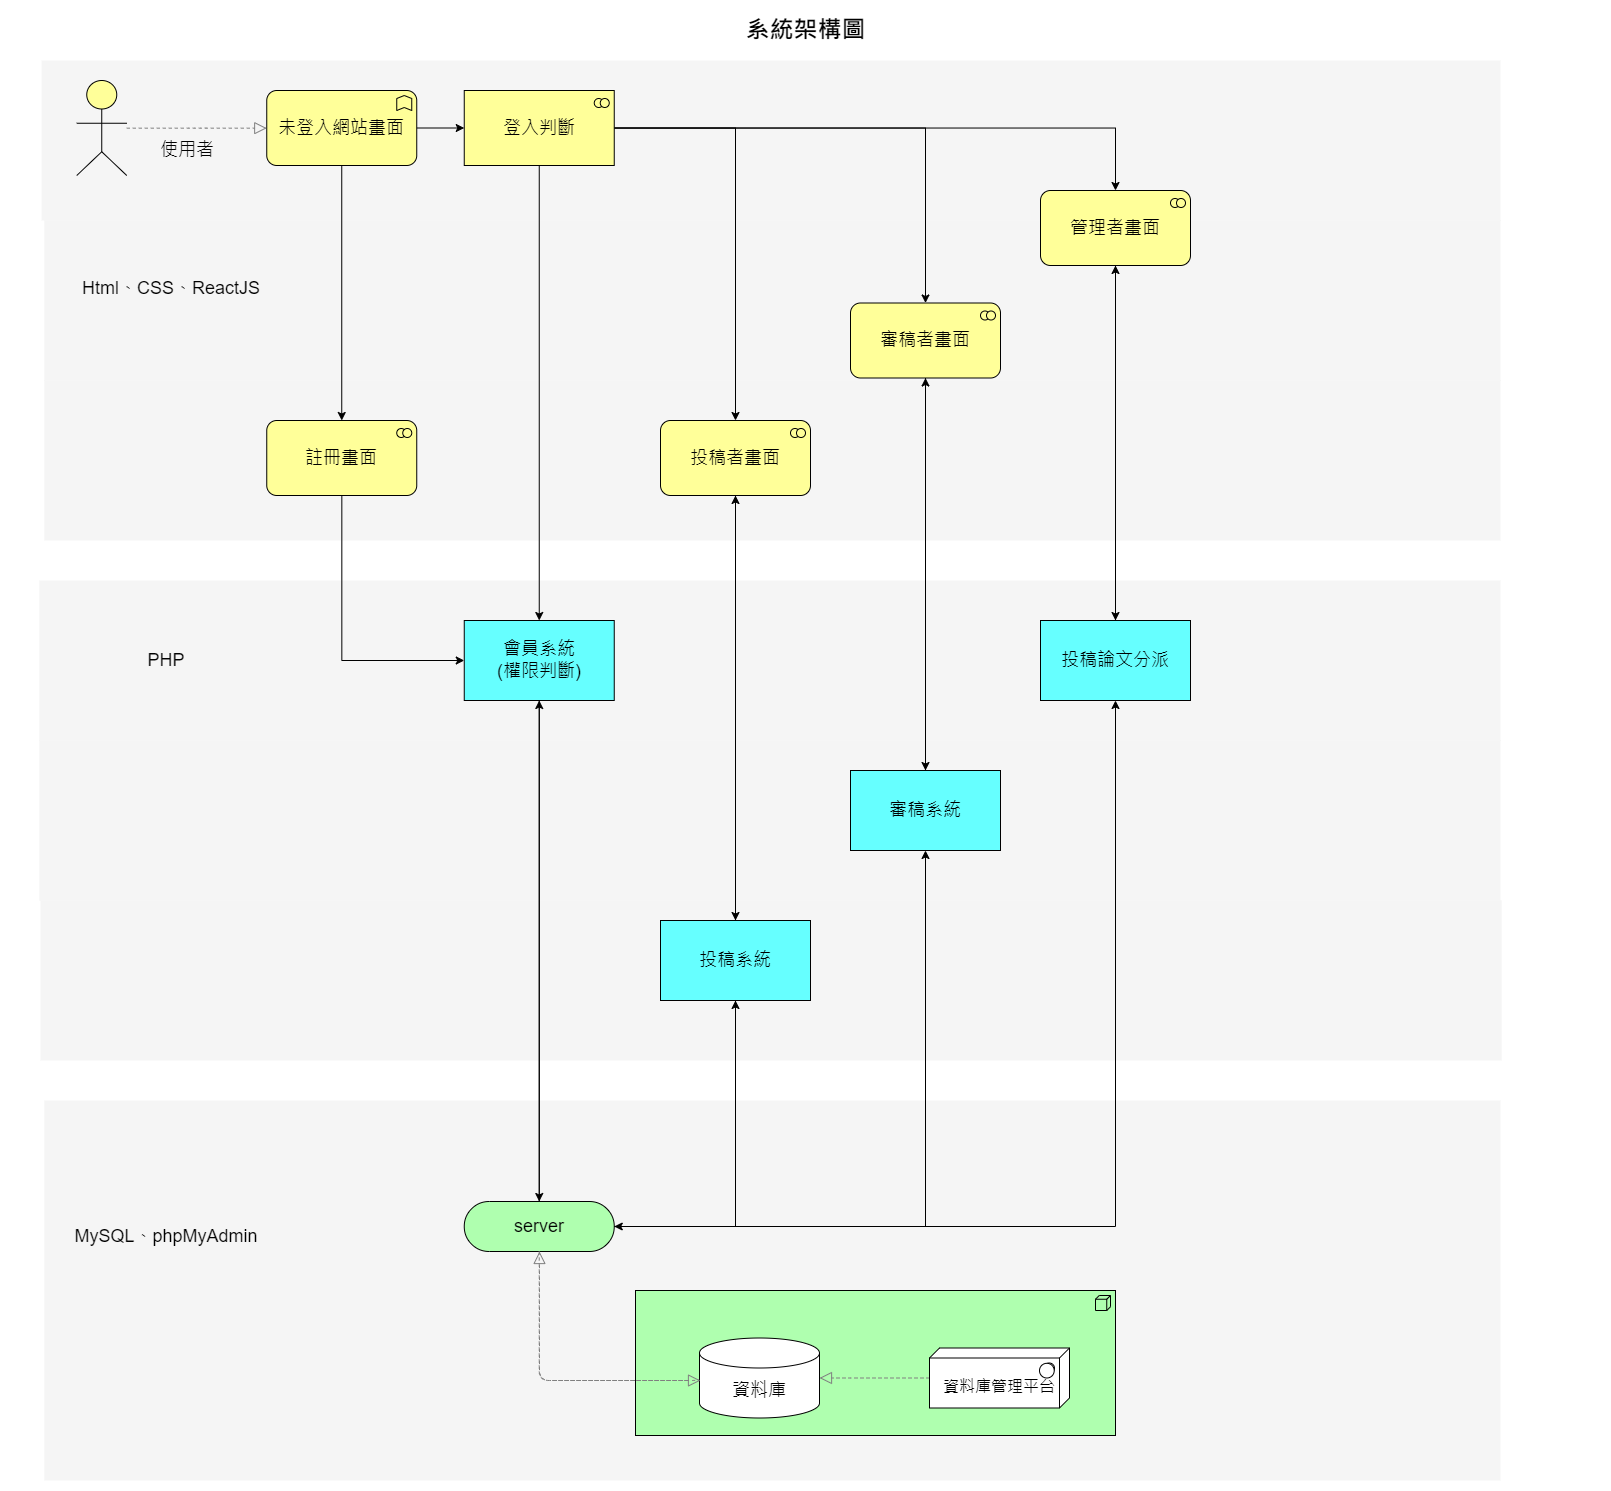 系統架構圖
使用者
未登入網站畫面
登入判斷
管理者畫面
Html、CSS、ReactJS
審稿者畫面
註冊畫面
投稿者畫面
PHP
會員系統
(權限判斷)
投稿論文分派
審稿系統
投稿系統
MySQL、phpMyAdmin
server
資料庫
資料庫管理平台